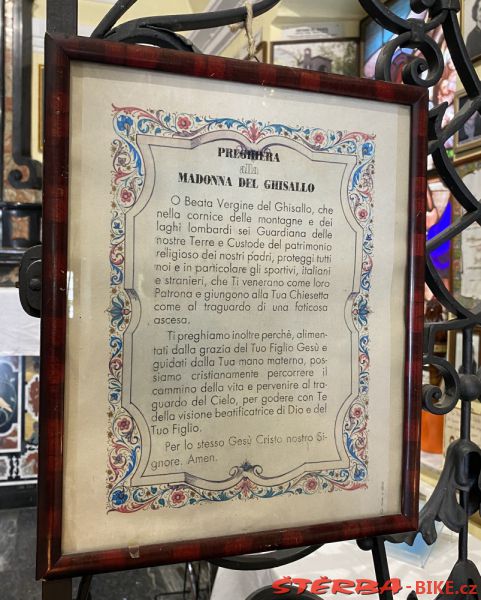 PREGHIERA
alla
MADONNA DEL GHISALLO
O Beata Vergine del Ghisallo, che
nella cornice delle montagne e dei
laghi lombardi sei Guardiana delle
nostre Terre e Custode del patrimonio
religioso dei nostri padri, proteggi tutti
noi e in particolare gli sportivi, italiani
e stranieri, che Ti venerano come loro
Patrona e giungono alla Tua Chiesetta
come al traguardo di una faticosa
ascesa.
Ti preghiamo inoltre perchè, alimen-
tati dalla grazia del Tuo Figlio Gesù e
guidati dalla Tua mano materna, pos-
siamo cristianamente percorrere il
cammino della vita e pervenire al tra-
guardo del Cielo, per godere con Te
della visione beatificatrice di Dio e del
Tuo Figlio.
Per lo stesso Gesù Cristo nostro Si-
gnore. Amen.
ŠTĚRBA-BIKE.cz